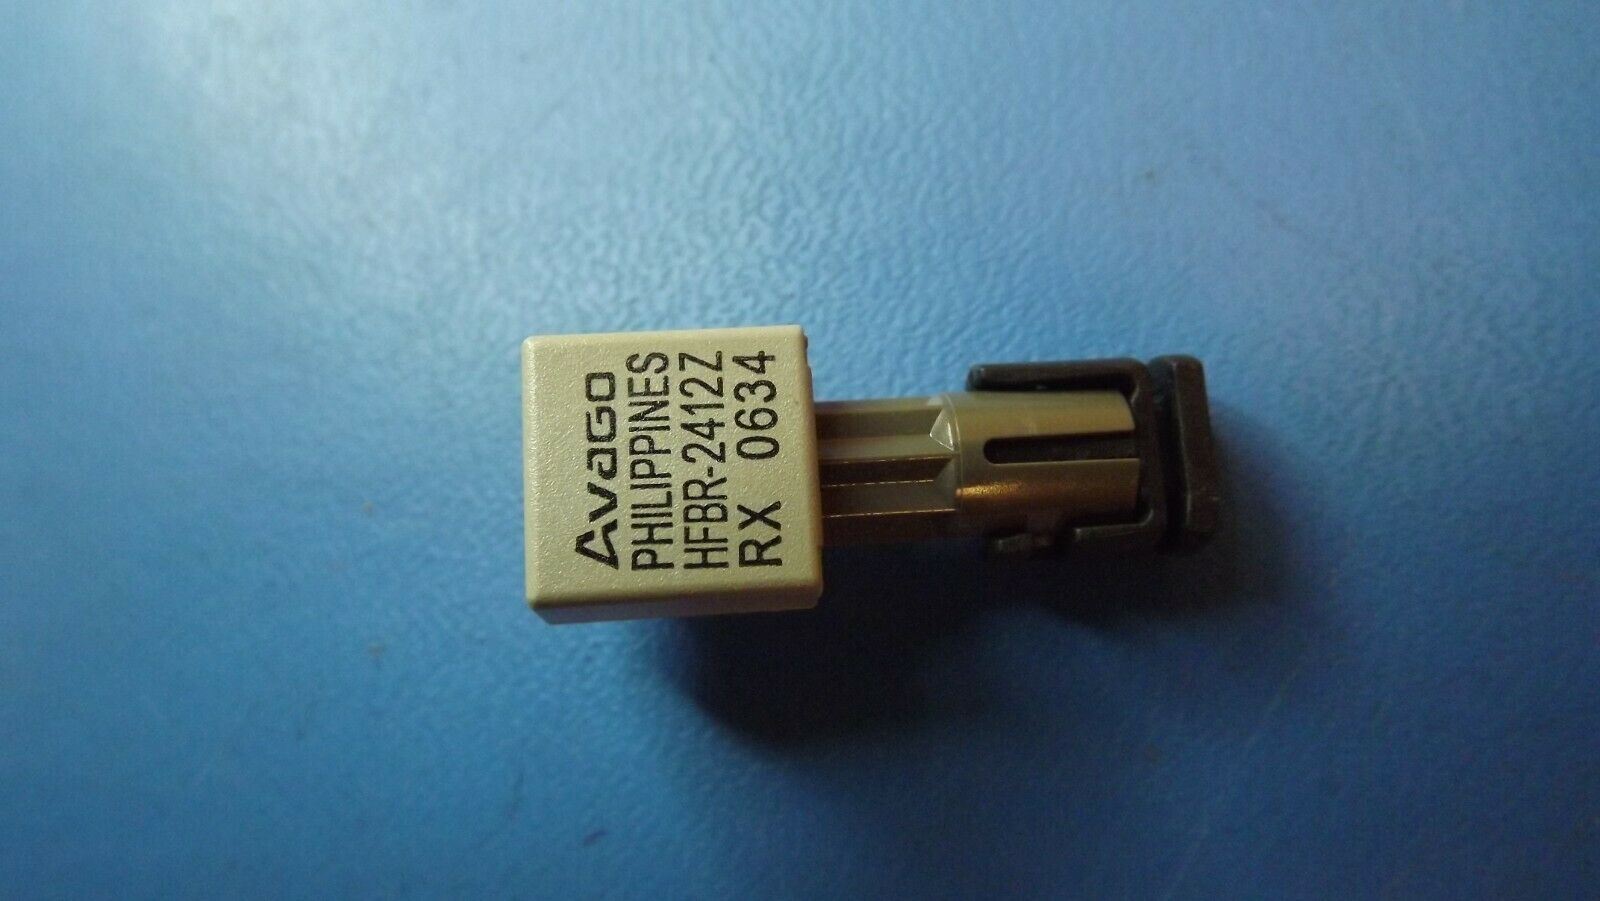 AVAGO
PHILIPPINES
HFBR-2412Z
RX 0634